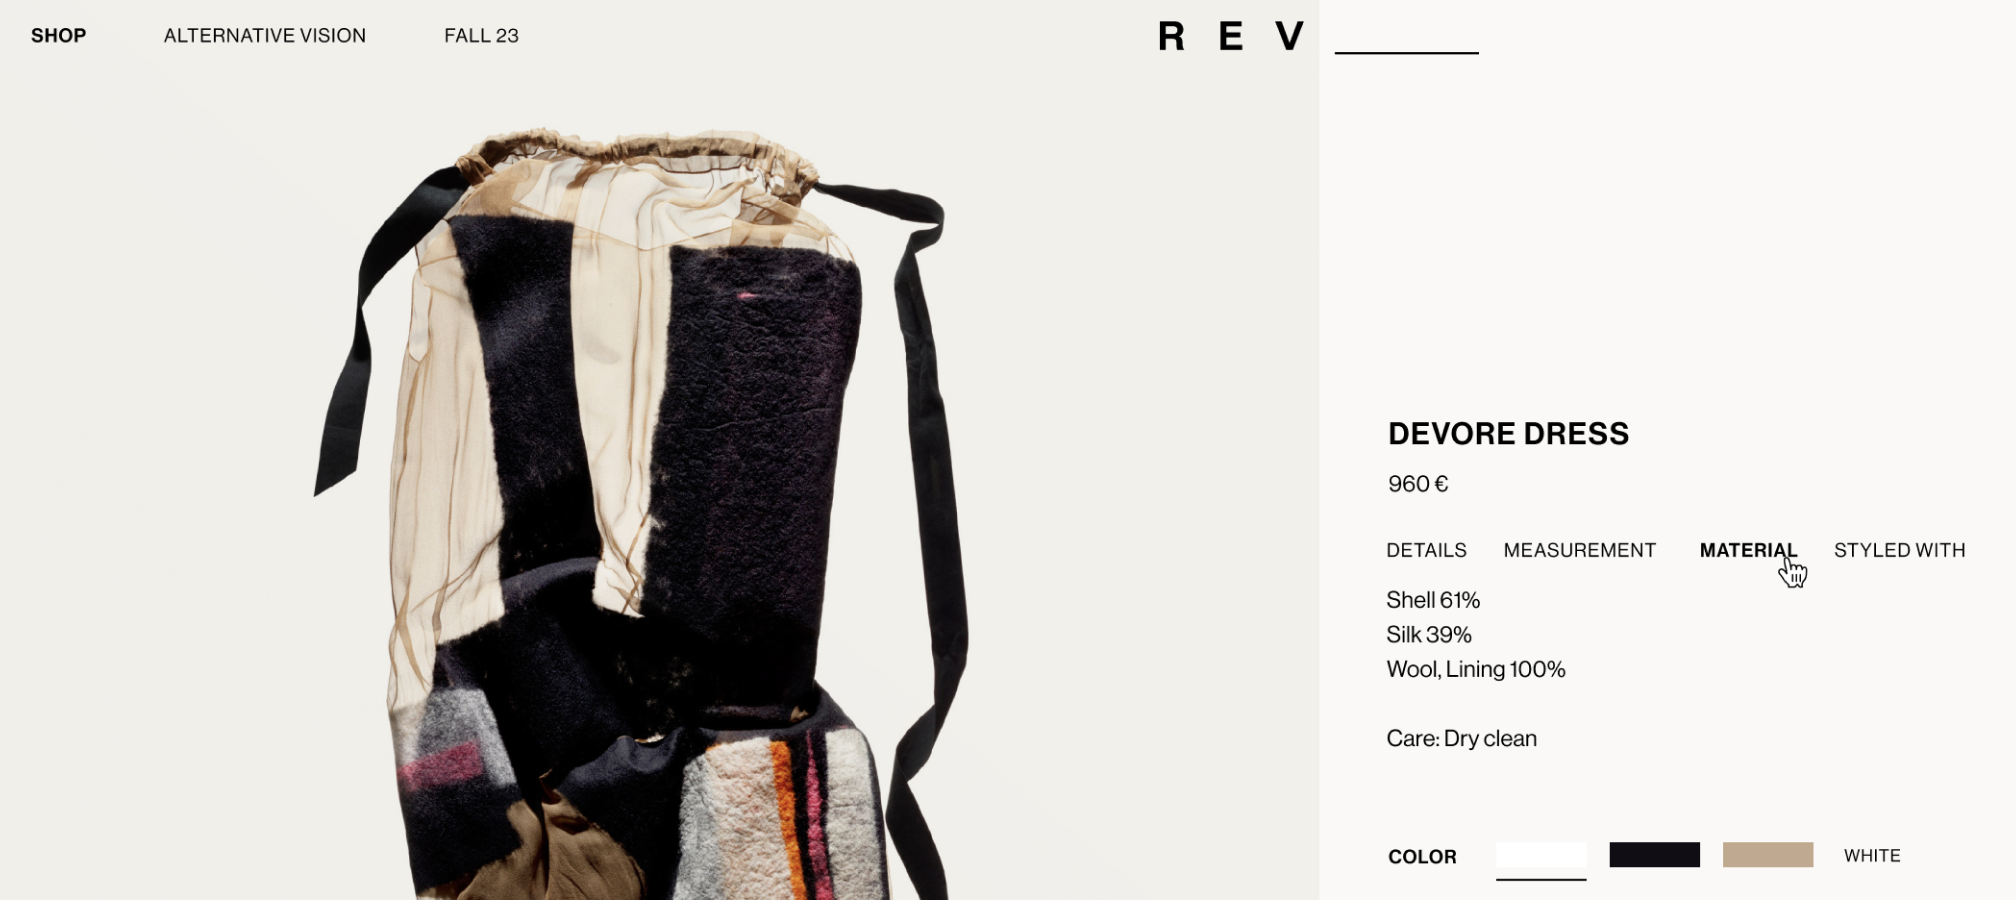 SHOP ALTERNATIVE VISION FALL 23 R E V
DEVORE DRESS
960 €
DETAILS MEASUREMENT MATERIAL STYLED WITH
Shell 61%
Silk 39%
Wool, Lining 100%
Care: Dry clean
COLOR WHITE